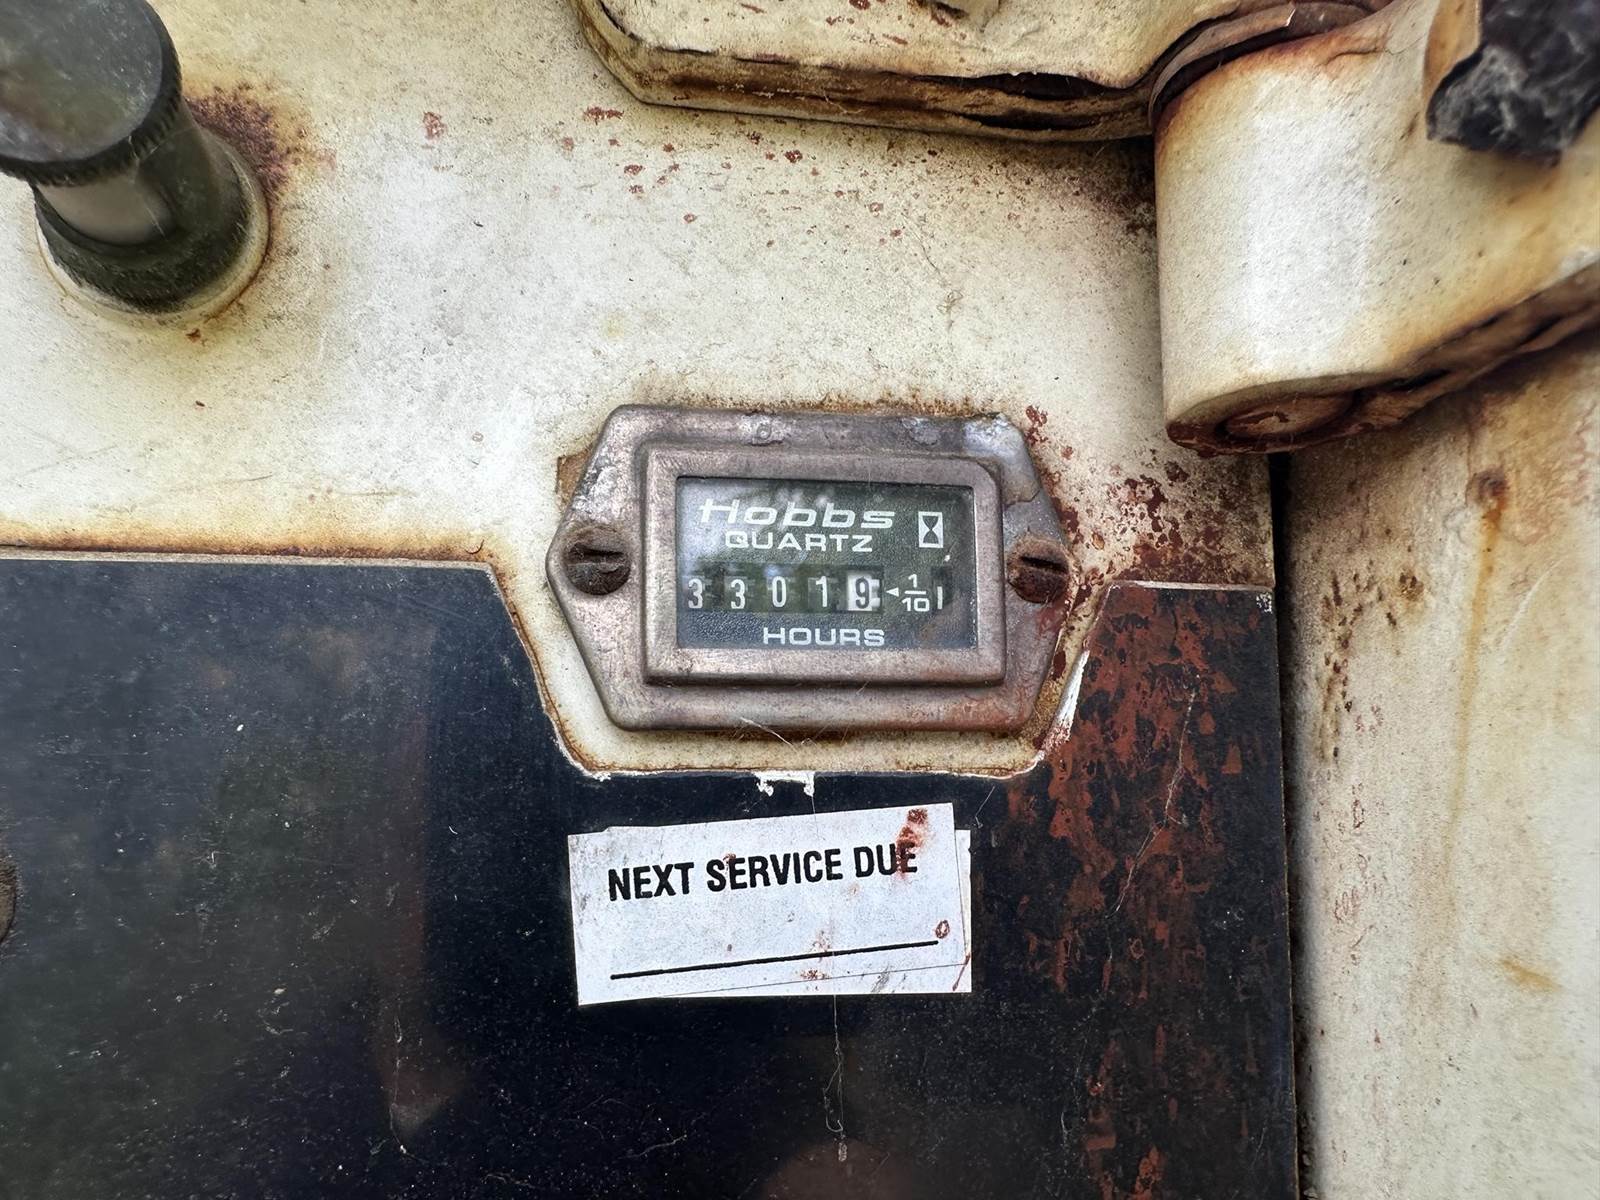 Hobbs
QUARTZ
33019 ◄ 1/10
HOURS
NEXT SERVICE DUE